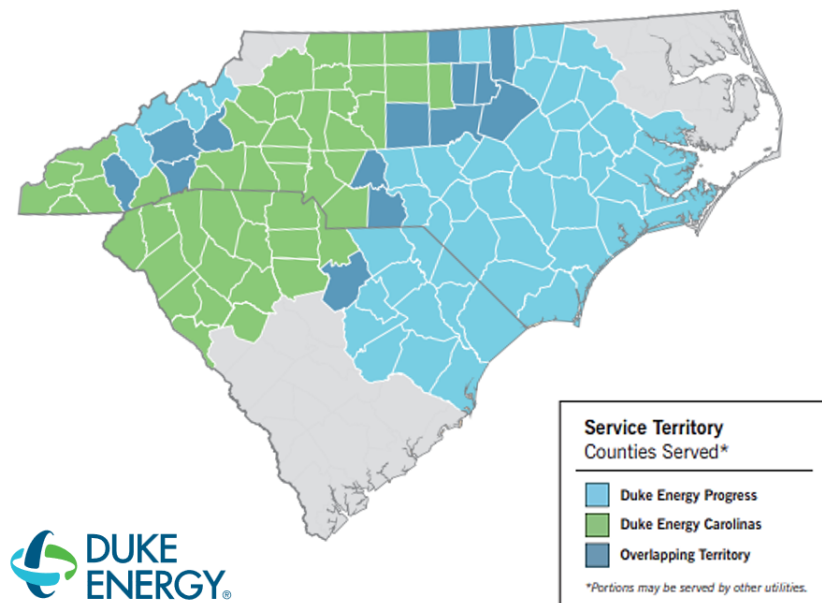 Service Territory
Counties Served*
Duke Energy Progress
Duke Energy Carolinas
Overlapping Territory
*Portions may be served by other utilities.
DUKE
ENERGY®